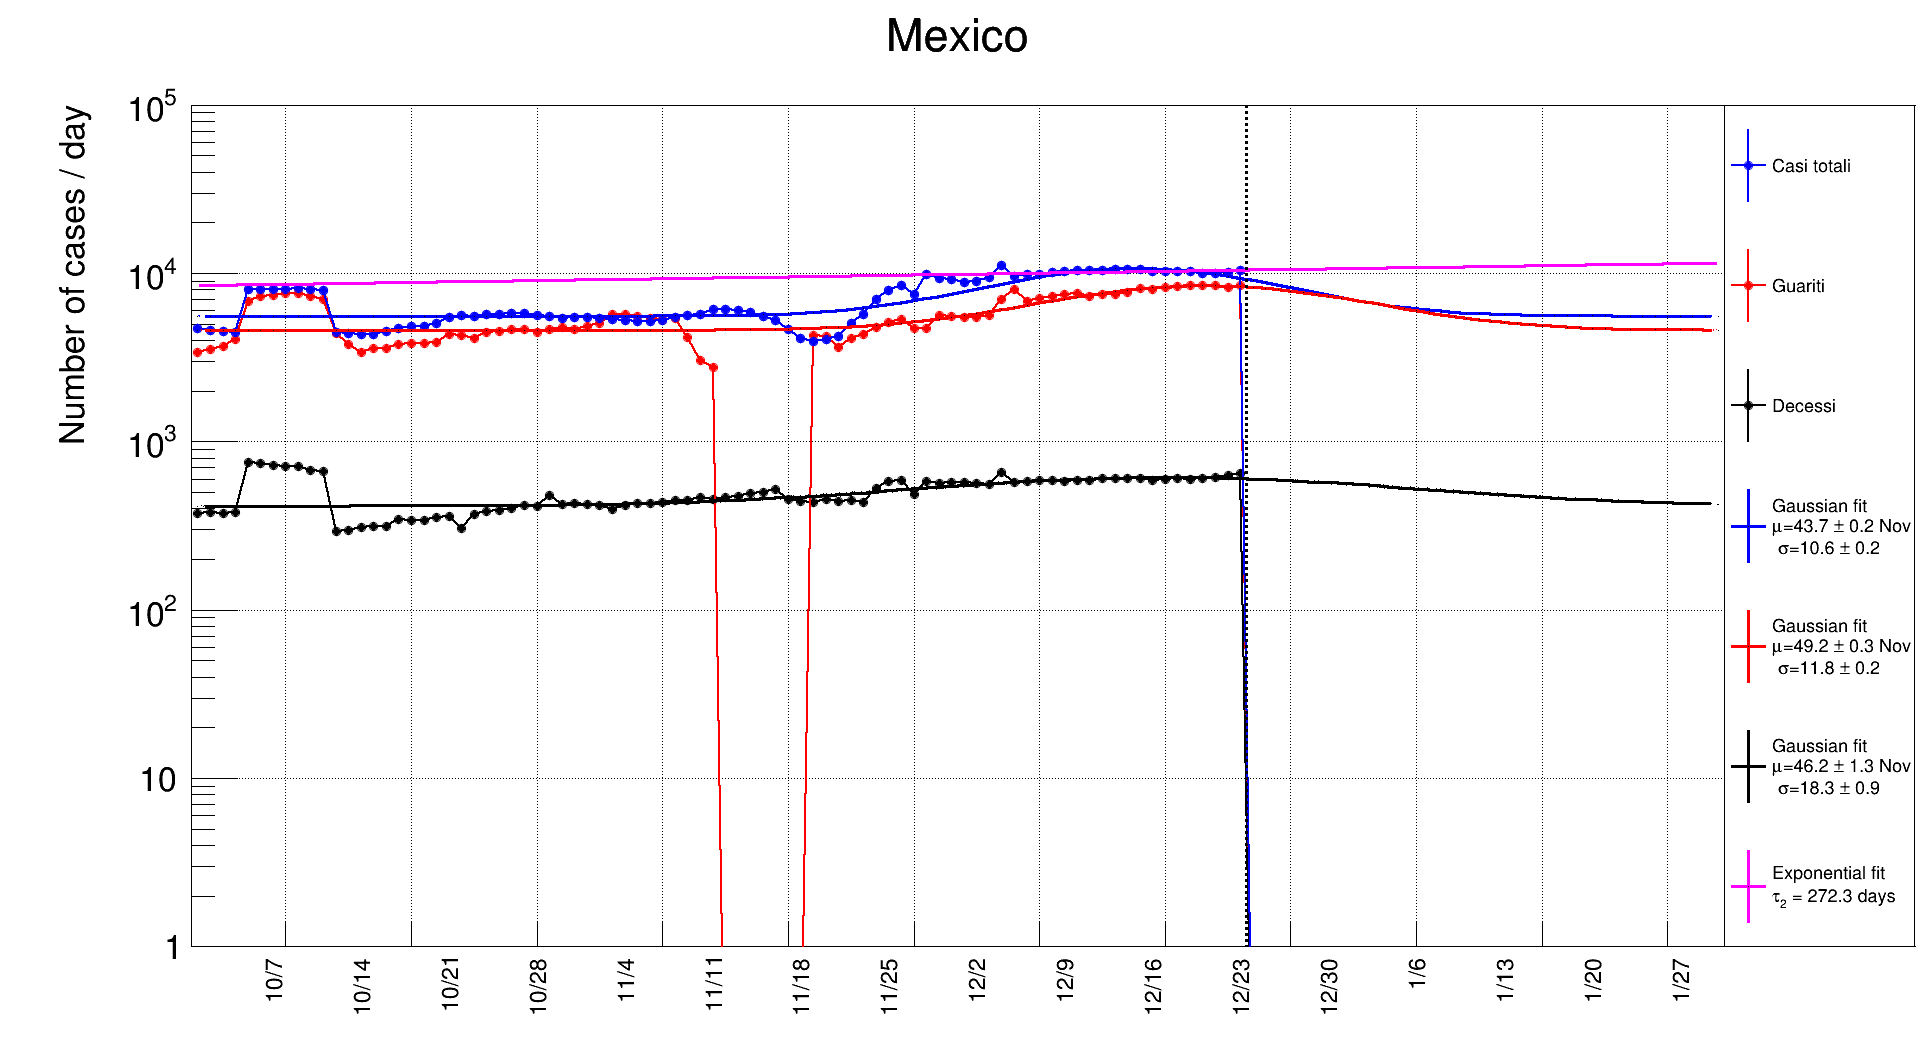 Mexico
Number of cases / day
10^5
10^4
10^3
10^2
10
1
10/7
10/14
10/21
10/28
11/4
11/11
11/18
11/25
12/2
12/9
12/16
12/23
12/30
1/6
1/13
1/20
1/27
Casi totali
Guariti
Decessi
Gaussian fit
μ=43.7 ± 0.2 Nov
σ=10.6 ± 0.2
Gaussian fit
μ=49.2 ± 0.3 Nov
σ=11.8 ± 0.2
Gaussian fit
μ=46.2 ± 1.3 Nov
σ=18.3 ± 0.9
Exponential fit
τ₂ = 272.3 days